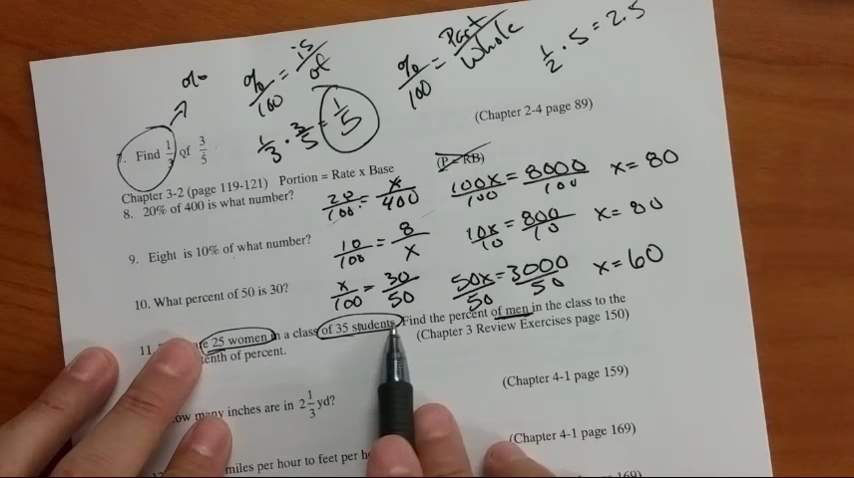 %
%/100 = is/of
%/100 = Part/Whole
1/2 · 5 = 2.5
1/3 · 3/5 = 1/5
(Chapter 2-4 page 89)
7. Find 1/3 of 3/5
Chapter 3-2 (page 119-121) Portion = Rate x Base
(P = RB)
8. 20% of 400 is what number?
20/100 = x/400
100x/100 = 8000/100
x = 80
9. Eight is 10% of what number?
10/100 = 8/x
10x/10 = 800/10
x = 80
10. What percent of 50 is 30?
x/100 = 30/50
50x/50 = 3000/50
x = 60
11. re 25 women in a class of 35 students. Find the percent of men in the class to the
tenth of percent.
(Chapter 3 Review Exercises page 150)
(Chapter 4-1 page 159)
ow many inches are in 2 1/3 yd?
(Chapter 4-1 page 169)
miles per hour to feet per h
169)